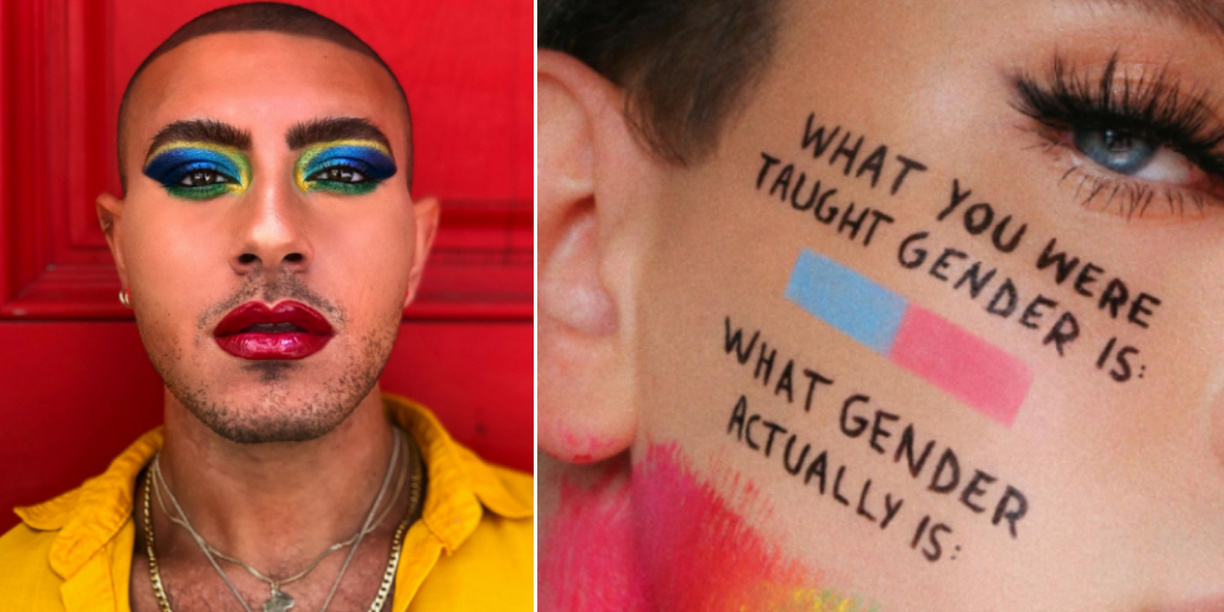 WHAT YOU WERE
TAUGHT GENDER IS:
WHAT GENDER
ACTUALLY IS: